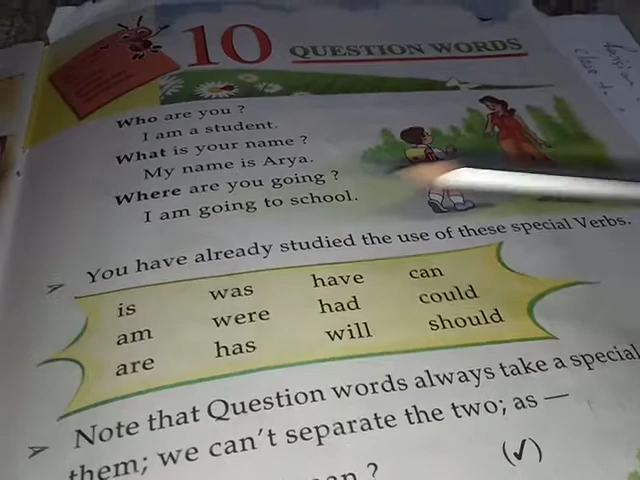 10 QUESTION WORDS
Who are you ?
I am a student.
What is your name ?
My name is Arya.
Where are you going ?
I am going to school.
You have already studied the use of these special Verbs.
is was have can
am were had could
are has will should
Note that Question words always take a special
them; we can't separate the two; as —
?
(✓)